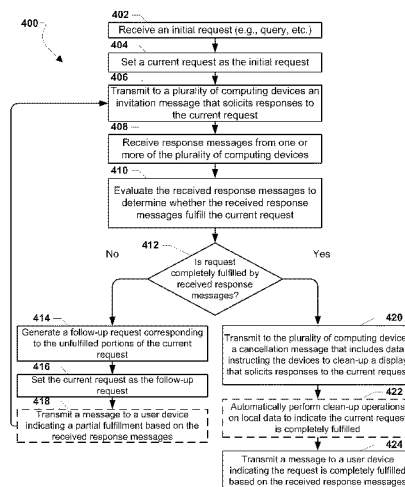 400
402
Receive an initial request (e.g., query, etc.)
404
Set a current request as the initial request
406
Transmit to a plurality of computing devices an
invitation message that solicits responses to
the current request
408
Receive response messages from one or
more of the plurality of computing devices
410
Evaluate the received response messages to
determine whether the received response
messages fulfill the current request
412
No
Is request
completely fulfilled by
received response
messages?
Yes
414
Generate a follow-up request corresponding
to the unfulfilled portions of the current
request
416
Set the current request as the follow-up
request
418
Transmit a message to a user device
indicating a partial fulfillment based on the
received response messages
420
Transmit to the plurality of computing device
a cancellation message that includes data
instructing the devices to clean-up a display
that solicits responses to the current reques
422
Automatically perform clean-up operations
on local data to indicate the current request
is completely fulfilled
424
Transmit a message to a user device
indicating the request is completely fulfilled
based on the received response messages